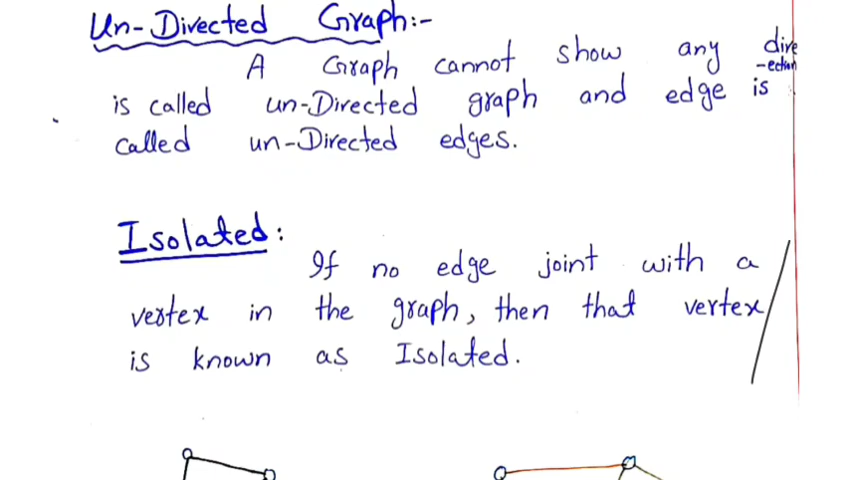 Un-Directed Graph:-
A Graph cannot show any dire
-ection
is called un-Directed graph and edge is
called un-Directed edges.
Isolated:
If no edge joint with a
vertex in the graph, then that vertex
is known as Isolated.